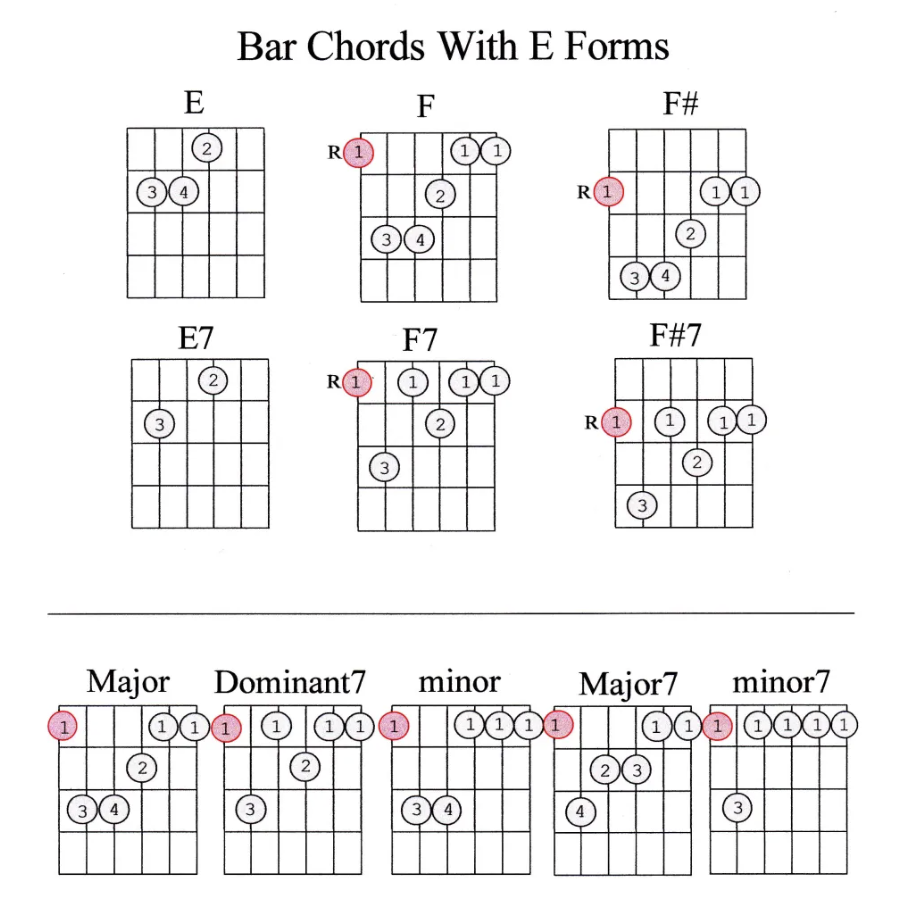 Bar Chords With E Forms
E F F#
2
3 4
R 1 1 1
2
3 4
R 1 1 1
2
3 4
E7 F7 F#7
2
3
R 1 1 1 1
2
3
R 1 1 1 1
2
3
Major Dominant7 minor Major7 minor7
1 1 1
2
3 4
1 1 1 1
2
3
1 1 1 1
3 4
1 1 1
2 3
4
1 1 1 1 1
3